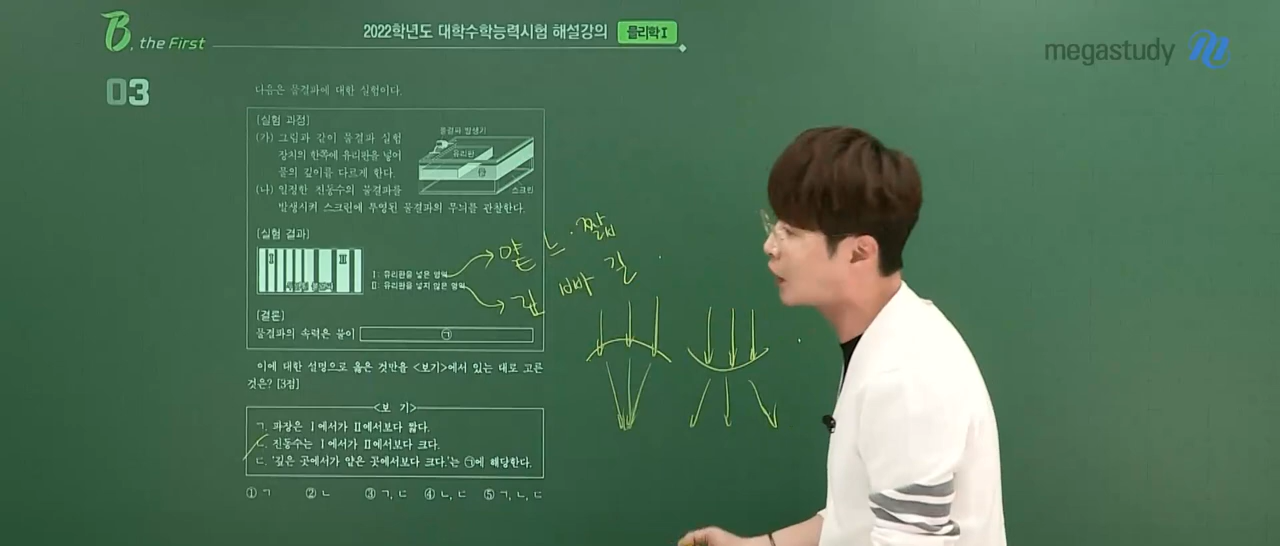 B. the First
2022학년도 대학수학능력시험 해설강의 물리학Ⅰ
megastudy
03
다음은 물결파에 대한 실험이다.
[실험 과정]
(가) 그림과 같이 물결파 실험
장치의 한쪽에 유리판을 넣어
물의 깊이를 다르게 한다.
(나) 일정한 진동수의 물결파를
발생시켜 스크린에 투영된 물결파의 무늬를 관찰한다.
물결파 발생기
유리판
물
스크린
[실험 결과]
Ⅰ
Ⅱ
Ⅰ: 유리판을 넣은 영역
Ⅱ: 유리판을 넣지 않은 영역
[결론]
물결파의 속력은 물이 ㉠
얕 느 · 짧
깊 빠 길
이에 대한 설명으로 옳은 것만을 <보기>에서 있는 대로 고른
것은? [3점]
<보 기>
ㄱ. 파장은 Ⅰ에서가 Ⅱ에서보다 짧다.
ㄴ. 진동수는 Ⅰ에서가 Ⅱ에서보다 크다.
ㄷ. '깊은 곳에서가 얕은 곳에서보다 크다.'는 ㉠에 해당한다.
① ㄱ ② ㄴ ③ ㄱ, ㄷ ④ ㄴ, ㄷ ⑤ ㄱ, ㄴ, ㄷ